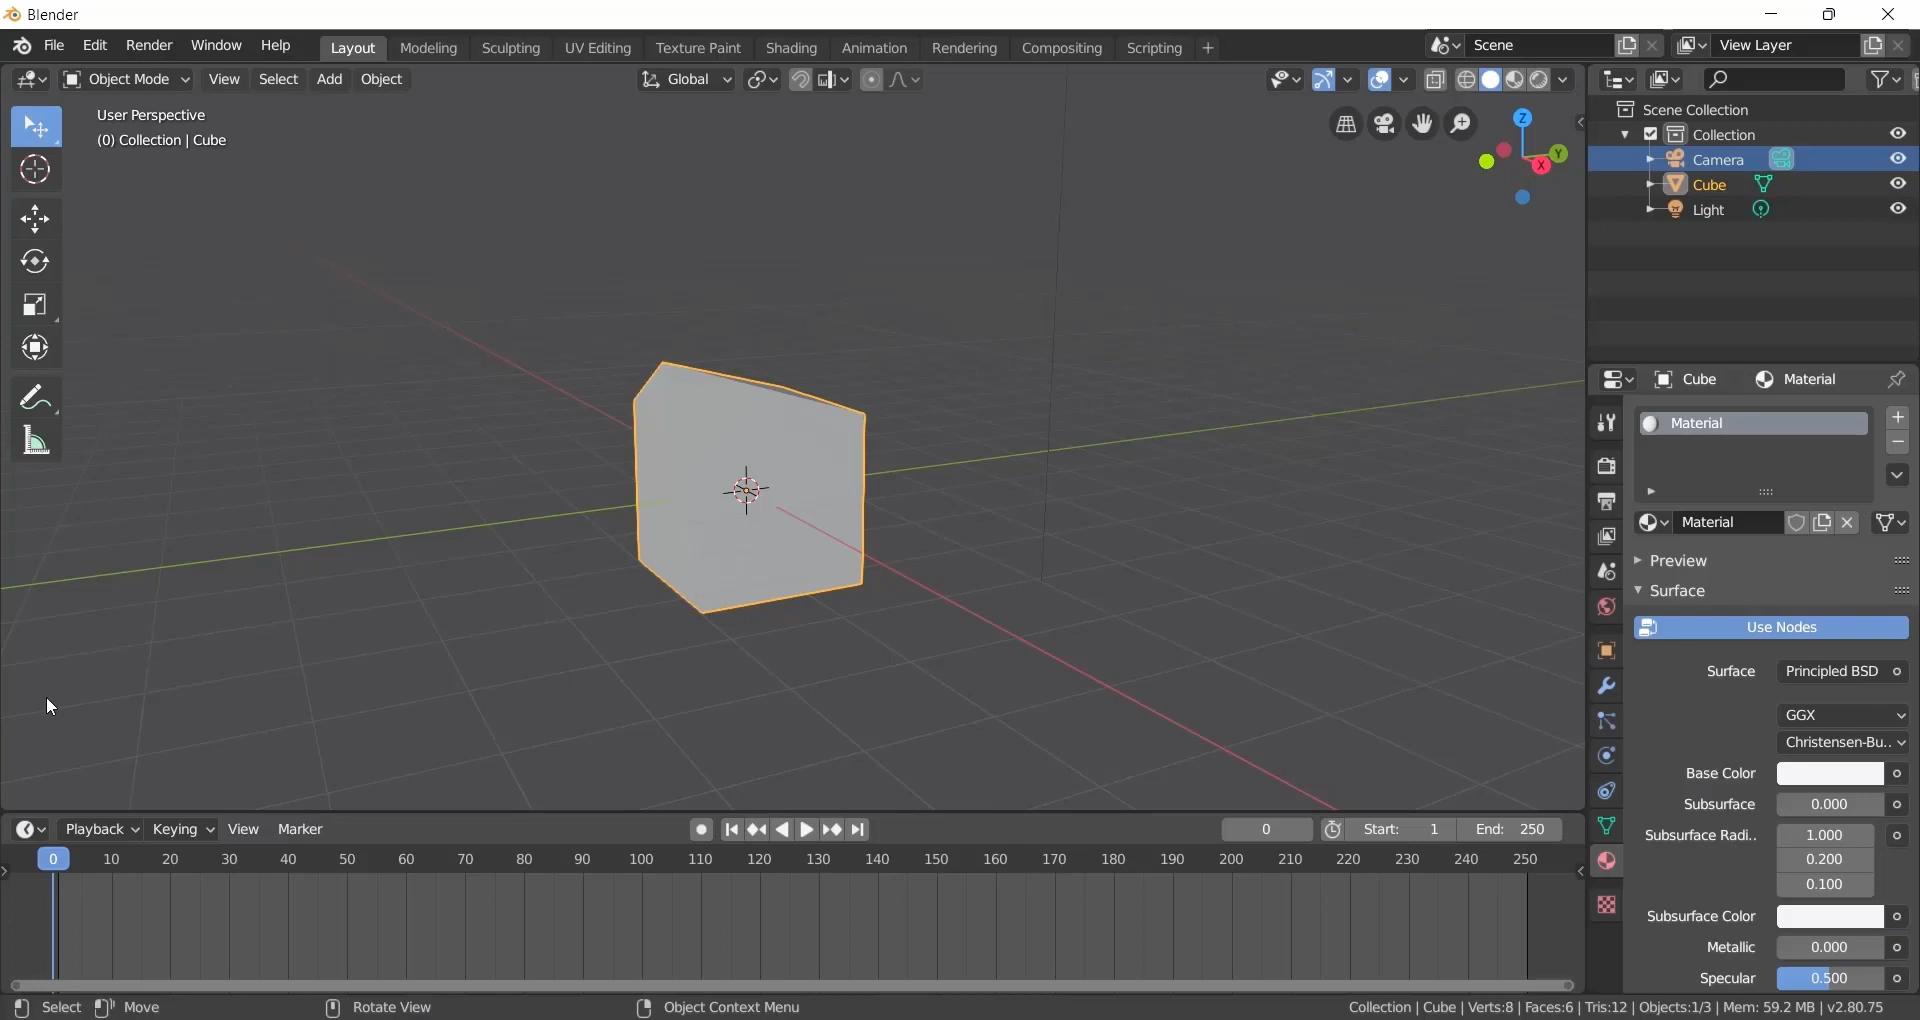 Blender
File Edit Render Window Help Layout Modeling Sculpting UV Editing Texture Paint Shading Animation Rendering Compositing Scripting + Scene View Layer
Object Mode View Select Add Object Global
User Perspective
(0) Collection | Cube
Z
Y
X
Scene Collection
Collection
Camera
Cube
Light
Cube Material
Material
Material
Preview
Surface
Use Nodes
Surface Principled BSD
GGX
Christensen-Bu..
Base Color
Subsurface 0.000
Subsurface Radi.. 1.000
0.200
0.100
Subsurface Color
Metallic 0.000
Specular 0.500
Playback Keying View Marker 0 Start: 1 End: 250
0 10 20 30 40 50 60 70 80 90 100 110 120 130 140 150 160 170 180 190 200 210 220 230 240 250
Select Move Rotate View Object Context Menu Collection | Cube | Verts:8 | Faces:6 | Tris:12 | Objects:1/3 | Mem: 59.2 MB | v2.80.75